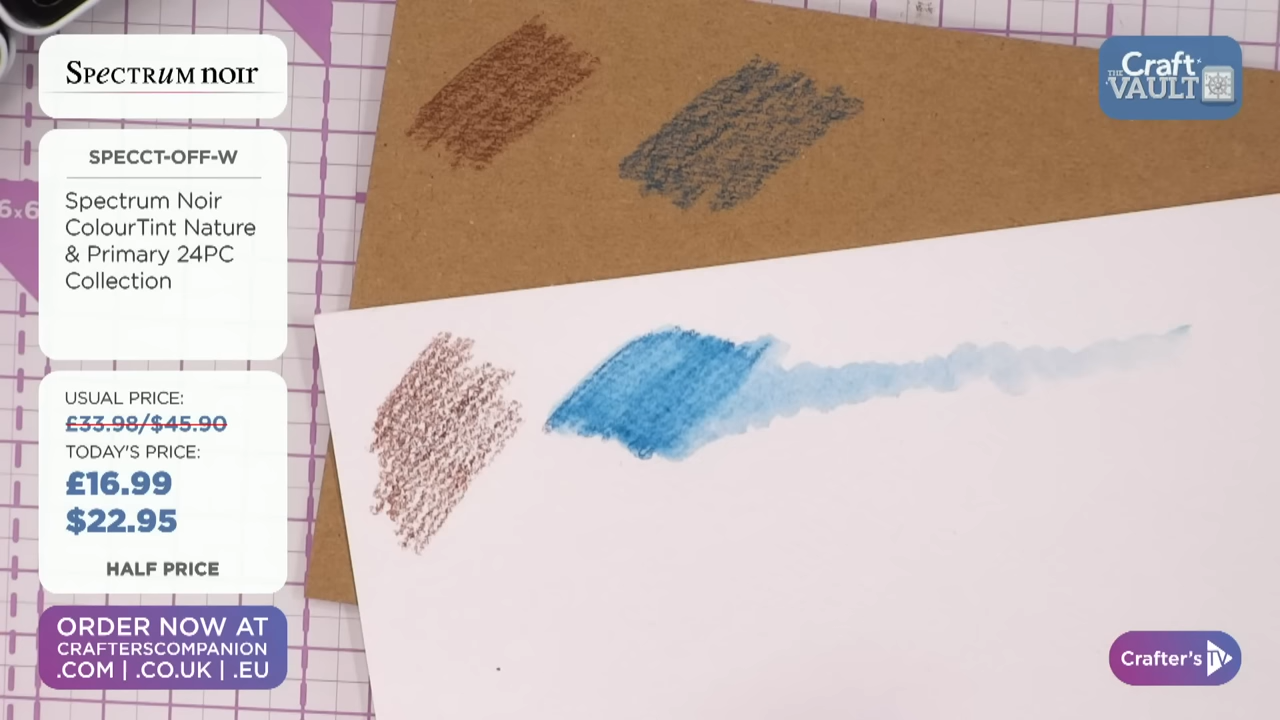 SPECTRUM NOIR
SPECCT-OFF-W
Spectrum Noir
ColourTint Nature
& Primary 24PC
Collection
USUAL PRICE:
£33.98/$45.90
TODAY'S PRICE:
£16.99
$22.95
HALF PRICE
ORDER NOW AT
CRAFTERSCOMPANION
.COM | .CO.UK | .EU
6x6
THE Craft
VAULT
Crafter's TV